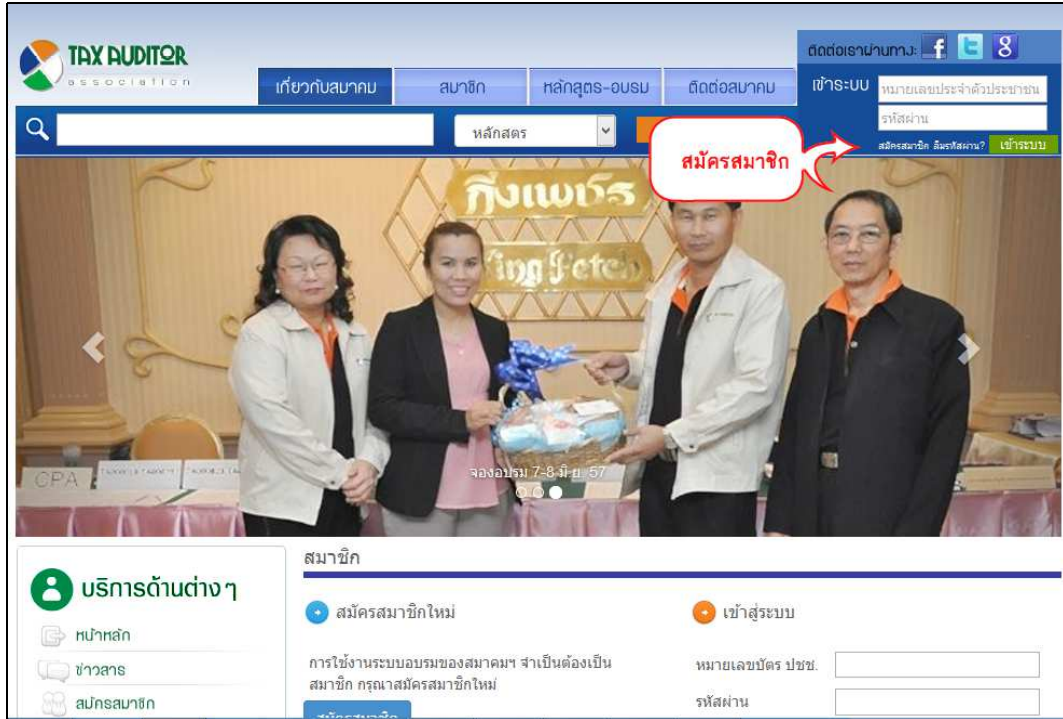 TAX AUDITOR
association
ติดต่อเราผ่านทาง: f t 8
เกี่ยวกับสมาคม สมาชิก หลักสูตร-อบรม ติดต่อสมาคม
เข้าระบบ หมายเลขประจำตัวประชาชน
รหัสผ่าน
สมัครสมาชิก ลืมรหัสผ่าน? เข้าระบบ
หลักสูตร
สมัครสมาชิก
กิ่งเพชร
King Petch
CPA
จองอบรม 7-8 มิ.ย. 57
บริการด้านต่าง ๆ
หน้าหลัก
ข่าวสาร
สมัครสมาชิก
สมาชิก
สมัครสมาชิกใหม่
การใช้งานระบบอบรมของสมาคมฯ จำเป็นต้องเป็น
สมาชิก กรุณาสมัครสมาชิกใหม่
สมัครสมาชิก
เข้าสู่ระบบ
หมายเลขบัตร ปชช.
รหัสผ่าน